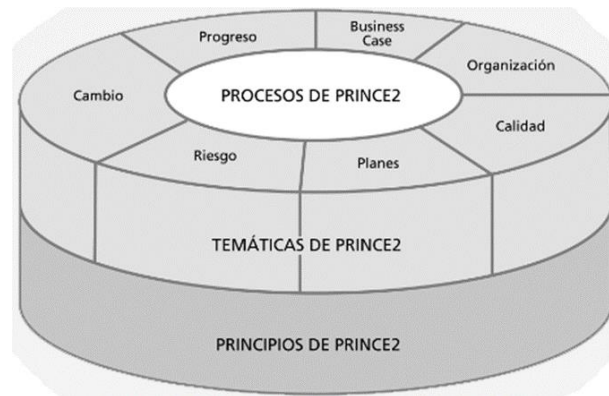 Progreso
Business
Case
Organización
Cambio
PROCESOS DE PRINCE2
Calidad
Riesgo
Planes
TEMÁTICAS DE PRINCE2
PRINCIPIOS DE PRINCE2